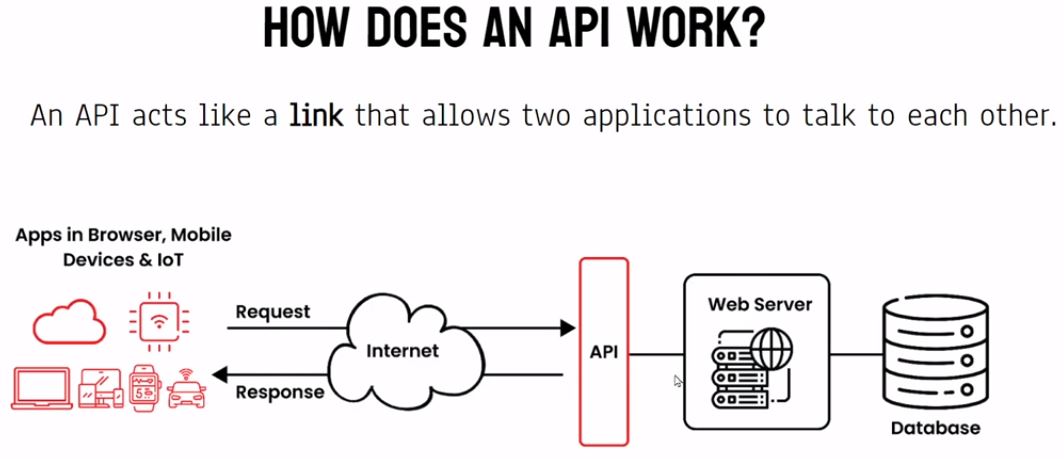 HOW DOES AN API WORK?
An API acts like a link that allows two applications to talk to each other.
Apps in Browser, Mobile
Devices & IoT
Request
Internet
Response
API
Web Server
Database